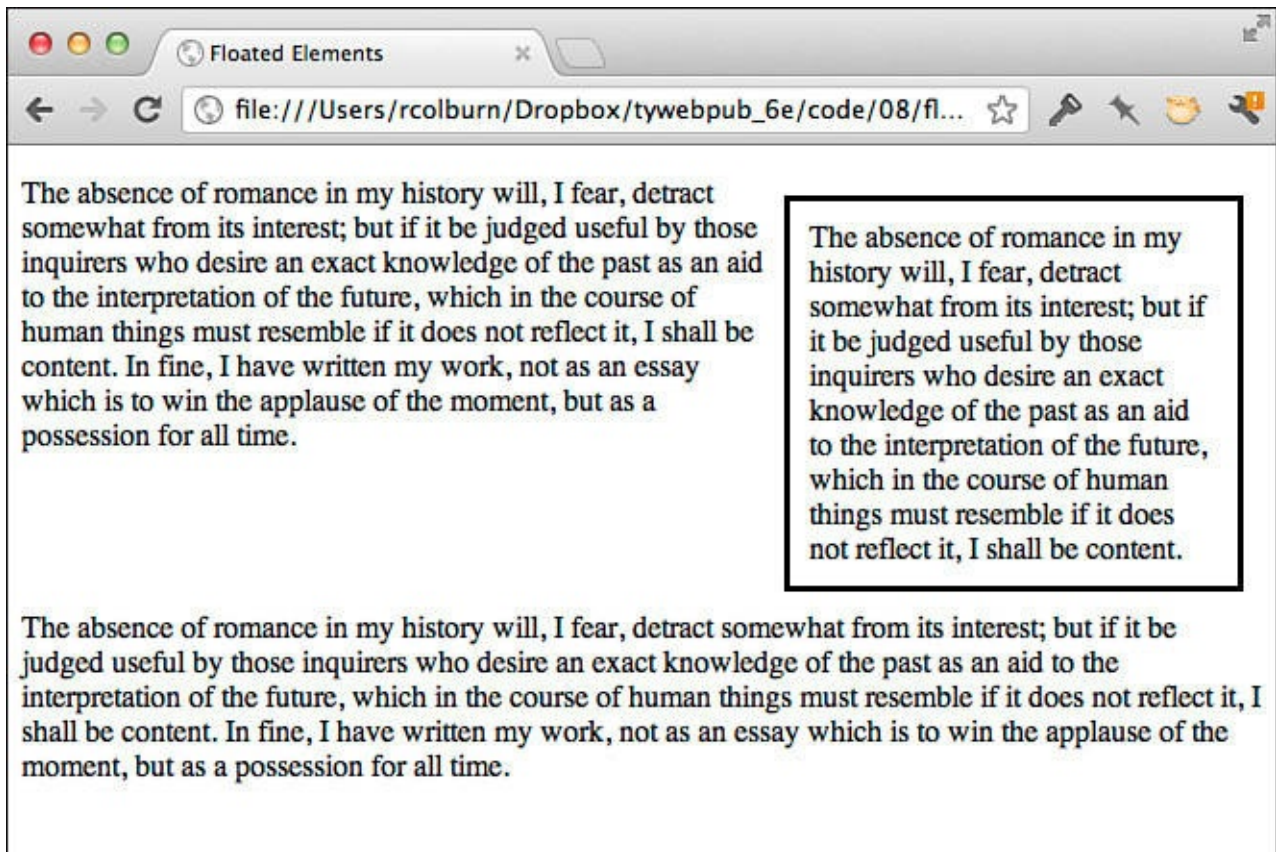 Floated Elements
file:///Users/rcolburn/Dropbox/tywebpub_6e/code/08/fl...
The absence of romance in my history will, I fear, detract
somewhat from its interest; but if it be judged useful by those
inquirers who desire an exact knowledge of the past as an aid
to the interpretation of the future, which in the course of
human things must resemble if it does not reflect it, I shall be
content. In fine, I have written my work, not as an essay
which is to win the applause of the moment, but as a
possession for all time.
The absence of romance in my
history will, I fear, detract
somewhat from its interest; but if
it be judged useful by those
inquirers who desire an exact
knowledge of the past as an aid
to the interpretation of the future,
which in the course of human
things must resemble if it does
not reflect it, I shall be content.
The absence of romance in my history will, I fear, detract somewhat from its interest; but if it be
judged useful by those inquirers who desire an exact knowledge of the past as an aid to the
interpretation of the future, which in the course of human things must resemble if it does not reflect it, I
shall be content. In fine, I have written my work, not as an essay which is to win the applause of the
moment, but as a possession for all time.